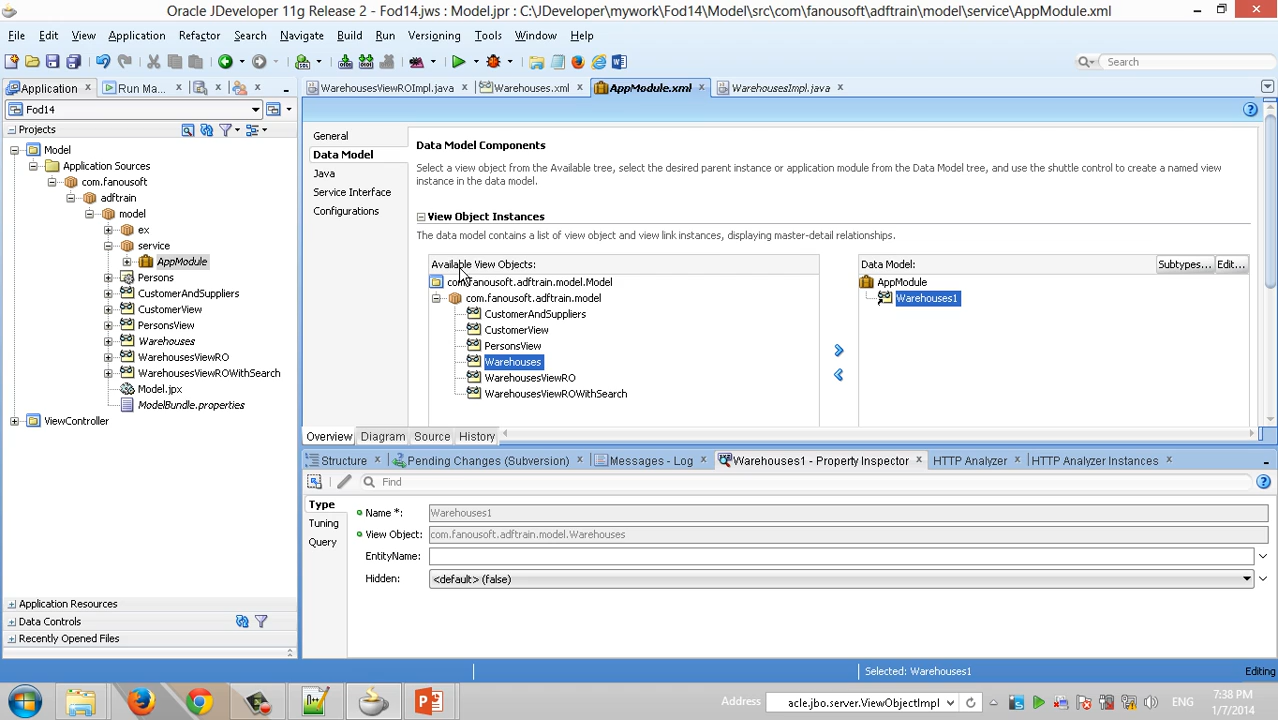 Oracle JDeveloper 11g Release 2 - Fod14.jws : Model.jpr : C:\JDeveloper\mywork\Fod14\Model\src\com\fanousoft\adftrain\model\service\AppModule.xml
File Edit View Application Refactor Search Navigate Build Run Versioning Tools Window Help
Search
Application
Run Ma...
WarehousesViewROImpl.java
Warehouses.xml
AppModule.xml
WarehousesImpl.java
Fod14
Projects
Model
Application Sources
com.fanousoft
adftrain
model
ex
service
AppModule
Persons
CustomerAndSuppliers
CustomerView
PersonsView
Warehouses
WarehousesViewRO
WarehousesViewROWithSearch
Model.jpx
ModelBundle.properties
ViewController
Application Resources
Data Controls
Recently Opened Files
General
Data Model
Java
Service Interface
Configurations
Data Model Components
Select a view object from the Available tree, select the desired parent instance or application module from the Data Model tree, and use the shuttle control to create a named view
instance in the data model.
View Object Instances
The data model contains a list of view object and view link instances, displaying master-detail relationships.
Available View Objects:
com.fanousoft.adftrain.model.Model
com.fanousoft.adftrain.model
CustomerAndSuppliers
CustomerView
PersonsView
Warehouses
WarehousesViewRO
WarehousesViewROWithSearch
Data Model:
Subtypes...
Edit...
AppModule
Warehouses1
Overview Diagram Source History
Structure
Pending Changes (Subversion)
Messages - Log
Warehouses1 - Property Inspector
HTTP Analyzer
HTTP Analyzer Instances
Find
Type
Tuning
Query
Name *: Warehouses1
View Object: com.fanousoft.adftrain.model.Warehouses
EntityName:
Hidden: <default> (false)
Selected: Warehouses1
Editing
Address
acle.jbo.server.ViewObjectImpl
ENG
7:38 PM
1/7/2014